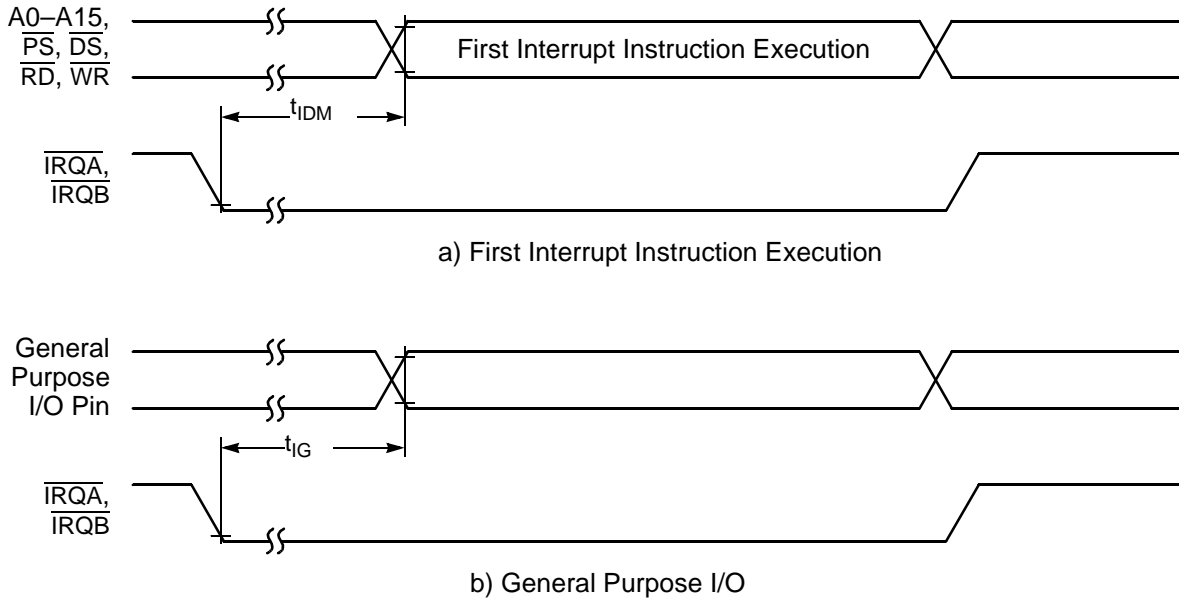 A0–A15,
PS, DS,
RD, WR
First Interrupt Instruction Execution
tIDM
IRQA,
IRQB
a) First Interrupt Instruction Execution
General
Purpose
I/O Pin
tIG
IRQA,
IRQB
b) General Purpose I/O